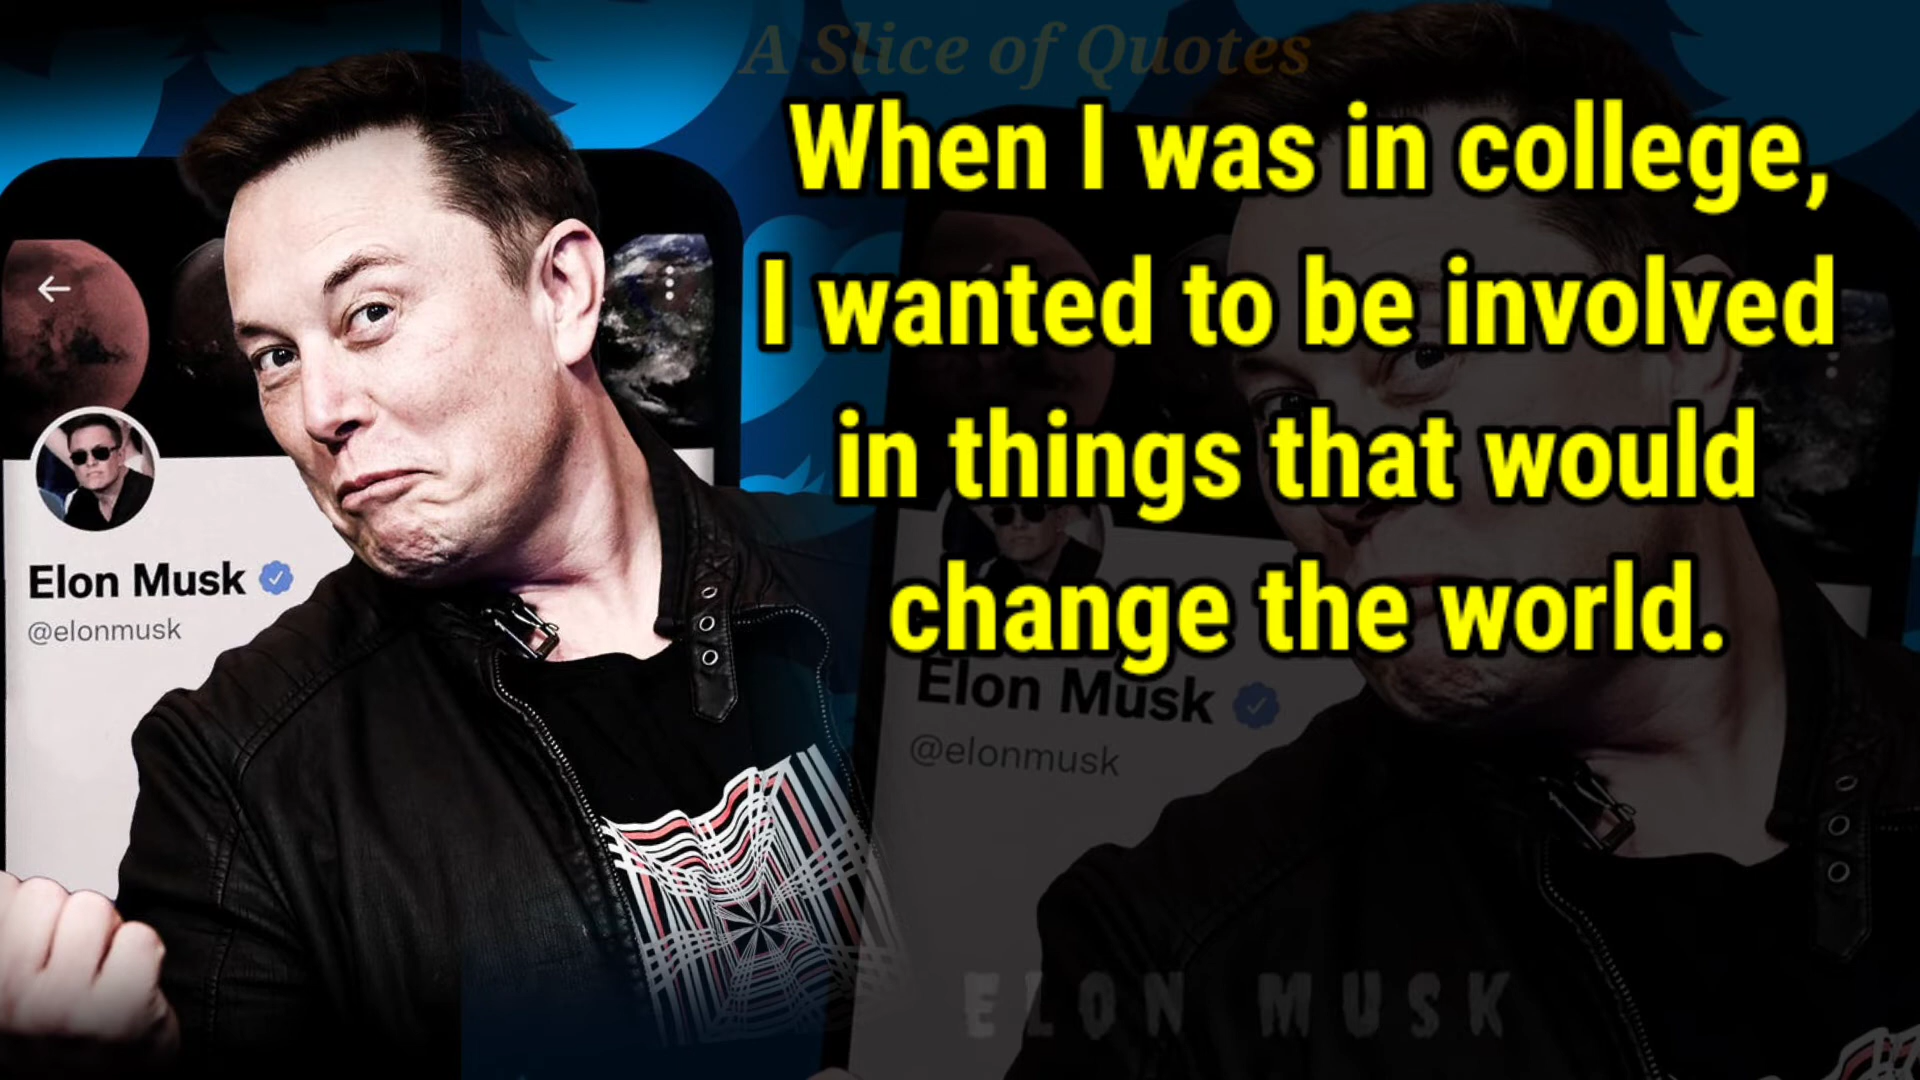 A Slice of Quotes
When I was in college,
I wanted to be involved
in things that would
change the world.
Elon Musk
@elonmusk
Elon Musk
@elonmusk
ELON MUSK